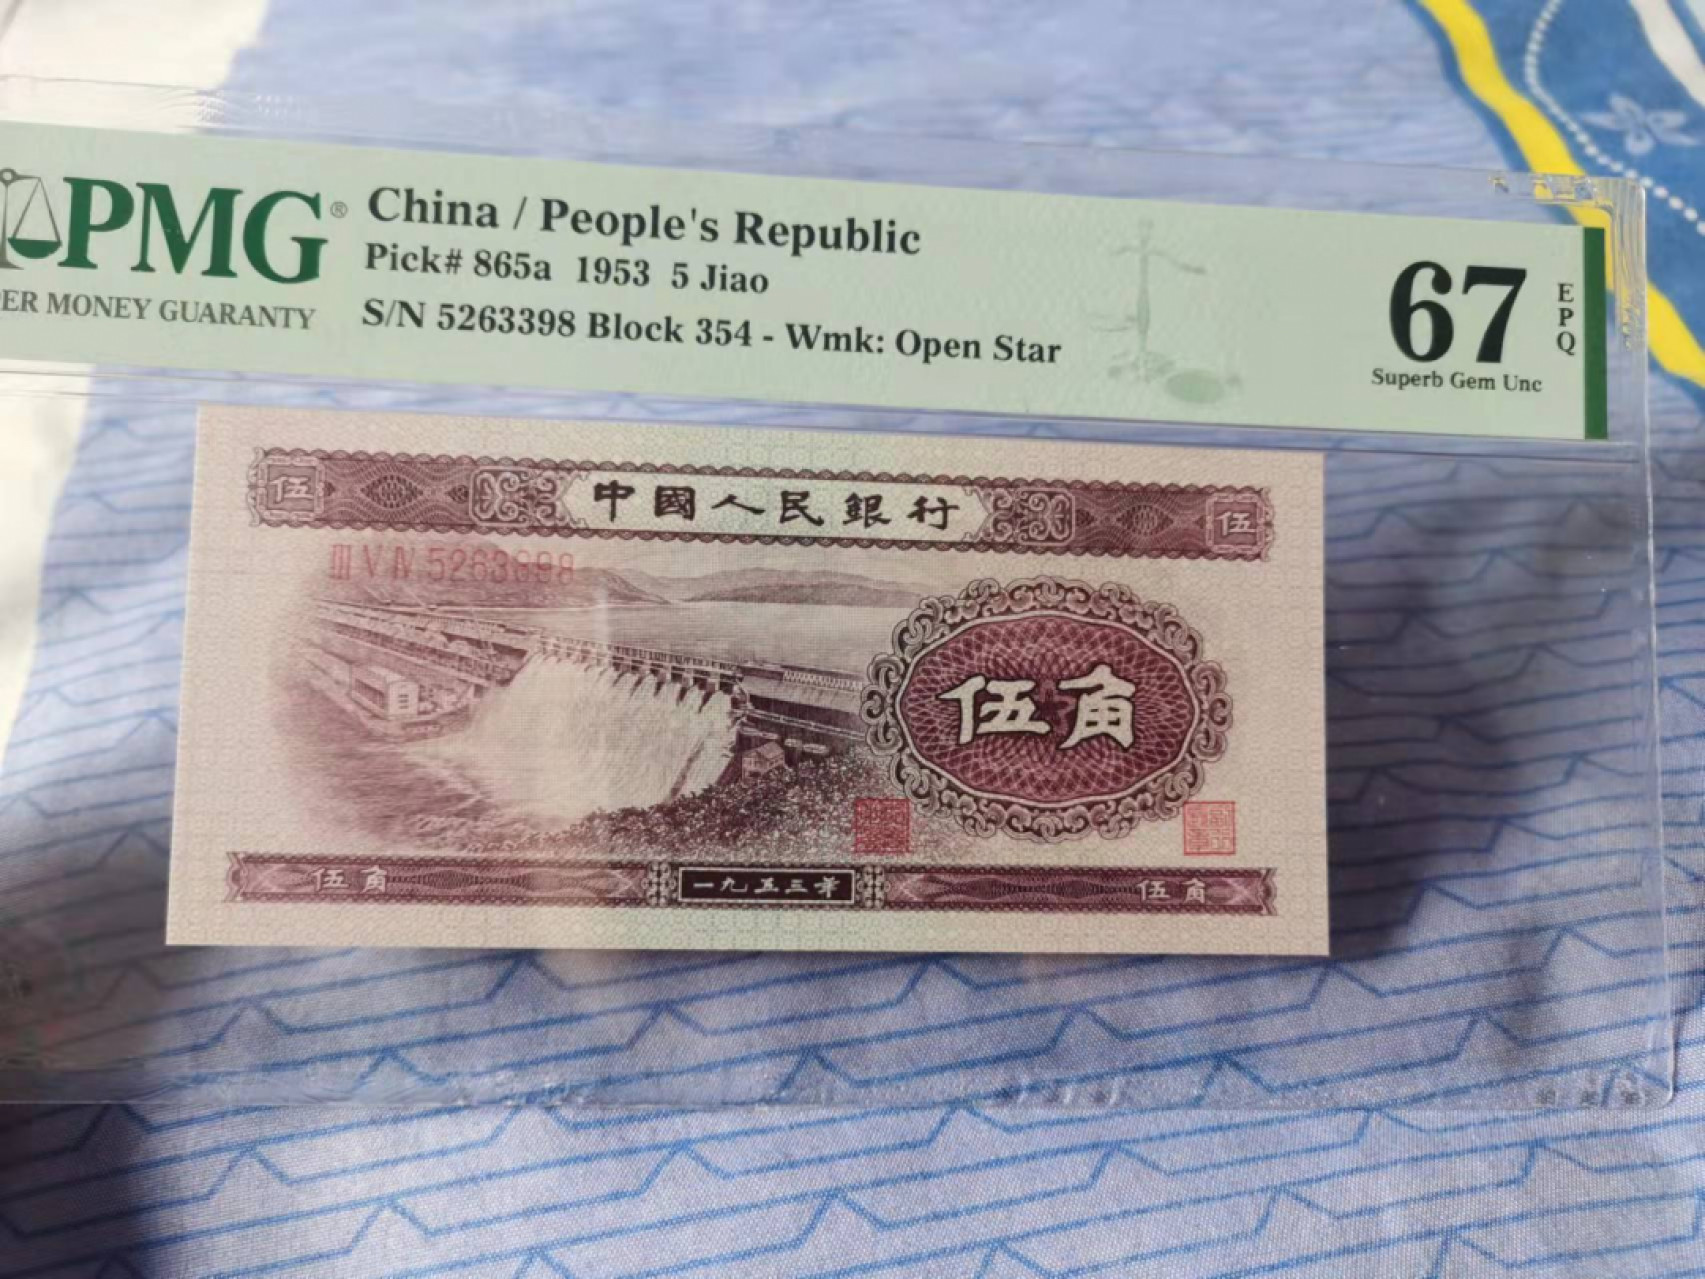 PMG®
ER MONEY GUARANTY
China / People's Republic
Pick# 865a 1953 5 Jiao
S/N 5263398 Block 354 - Wmk: Open Star
67
EPQ
Superb Gem Unc
伍
中國人民銀行
伍
III V IV 5263398
伍角
伍角
一九五三年
伍角